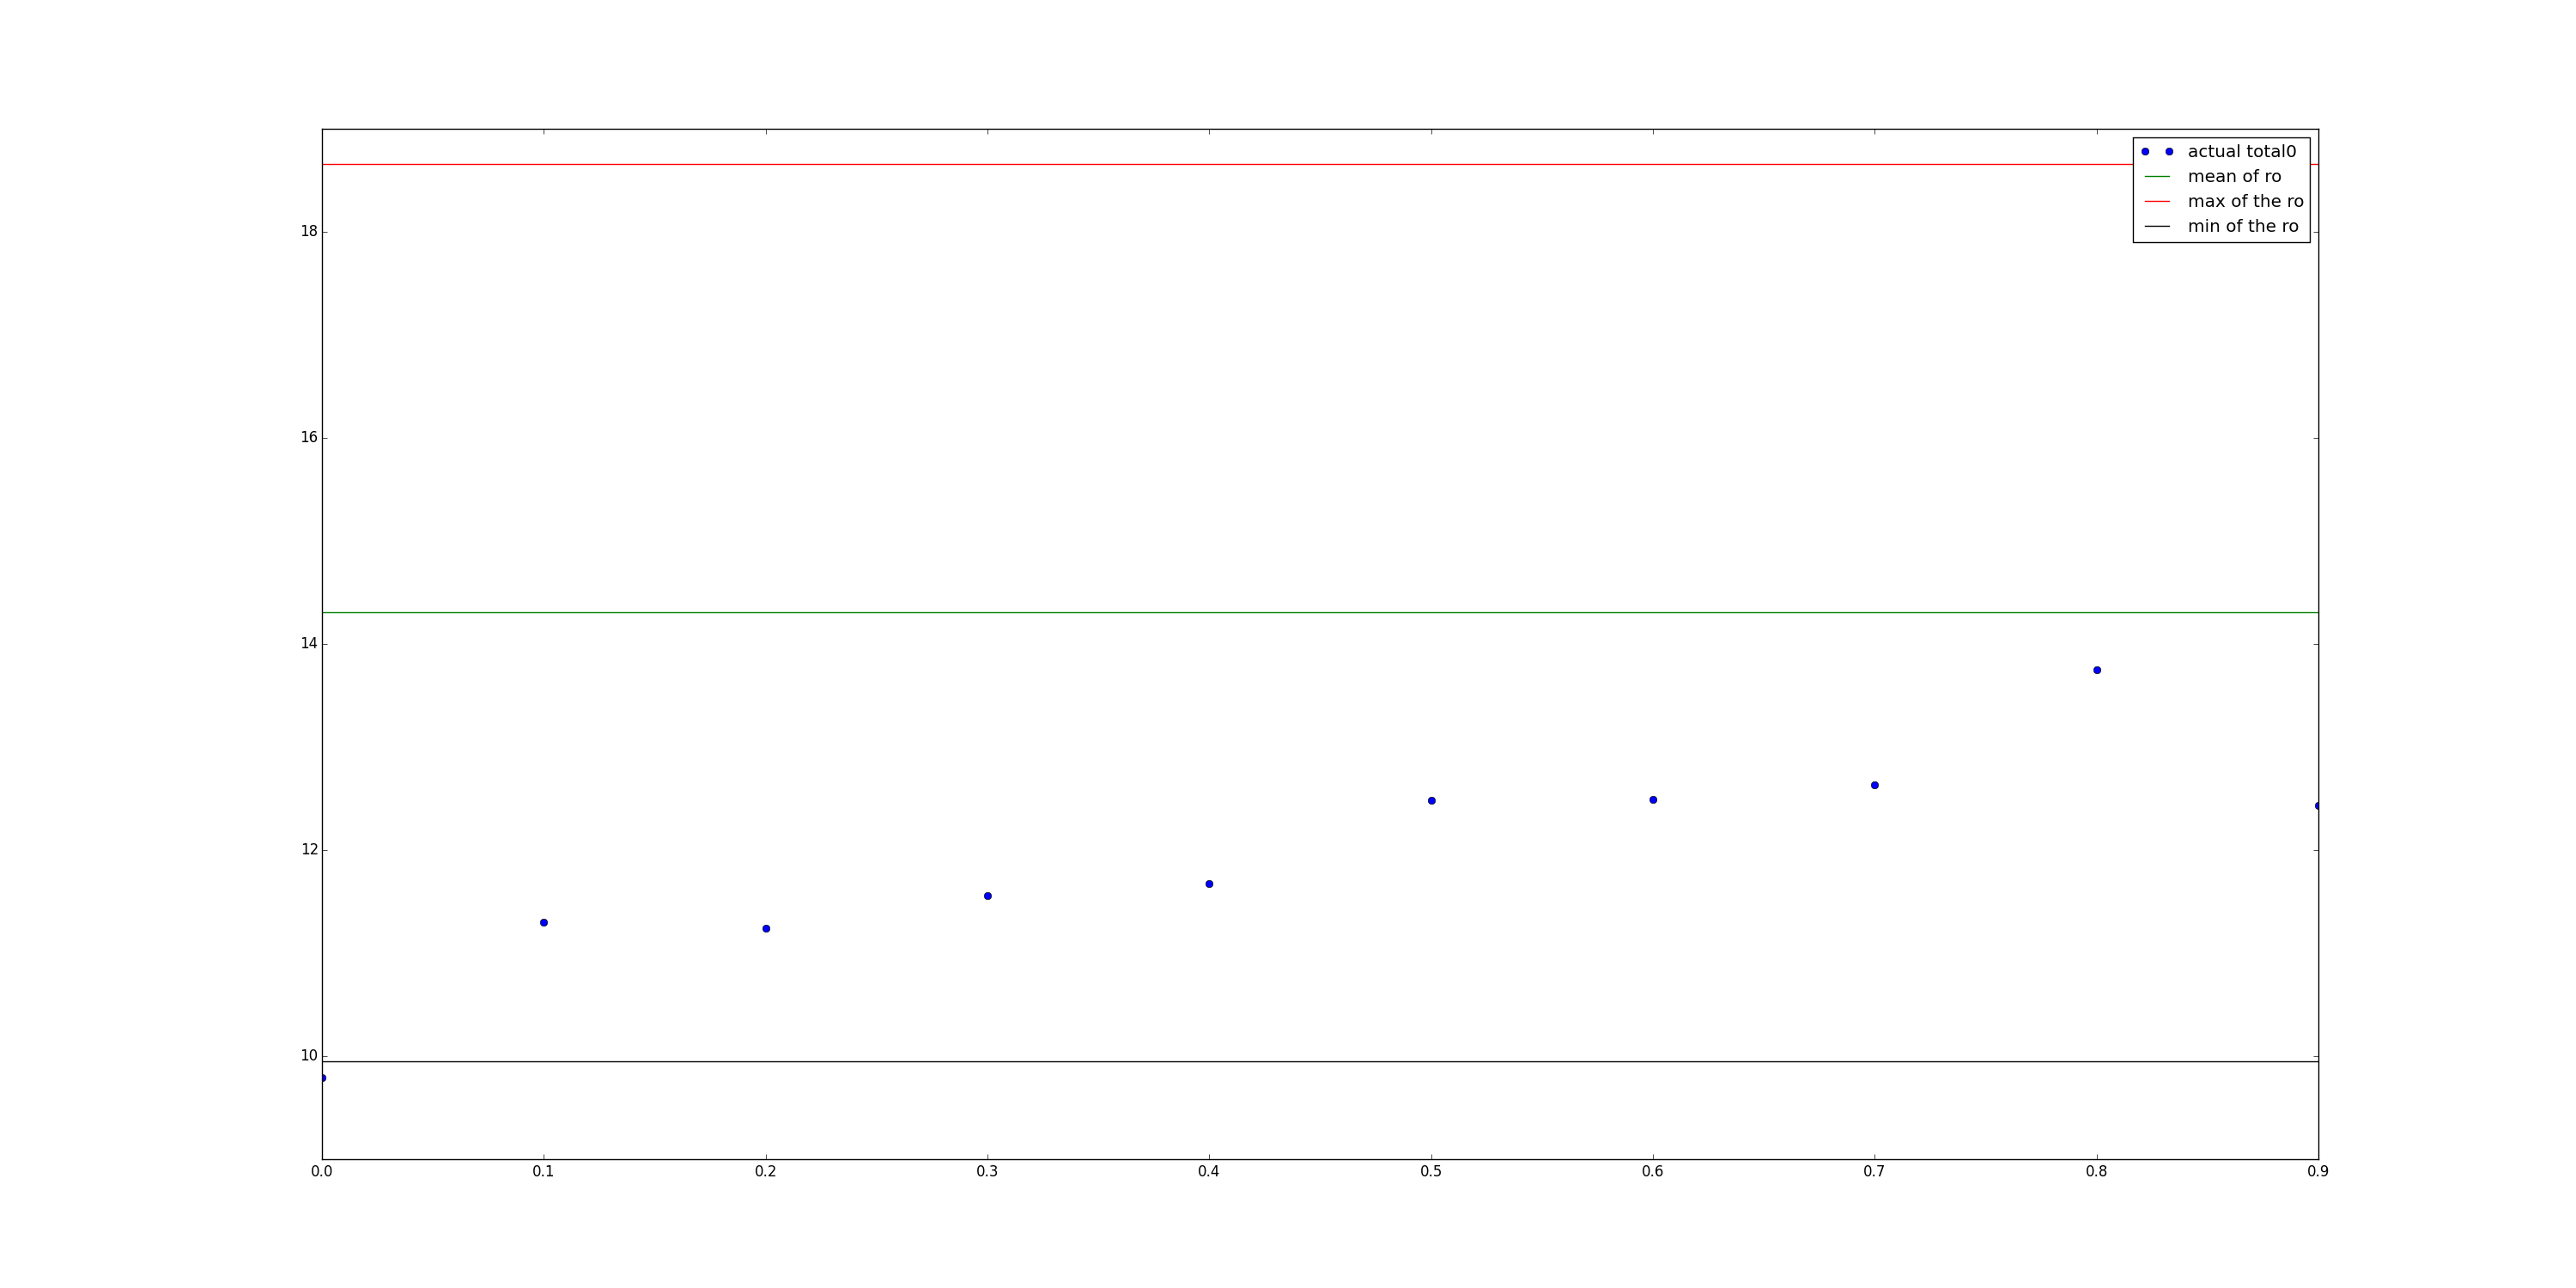 actual total0
mean of ro
max of the ro
min of the ro
18
16
14
12
10
0.0 0.1 0.2 0.3 0.4 0.5 0.6 0.7 0.8 0.9